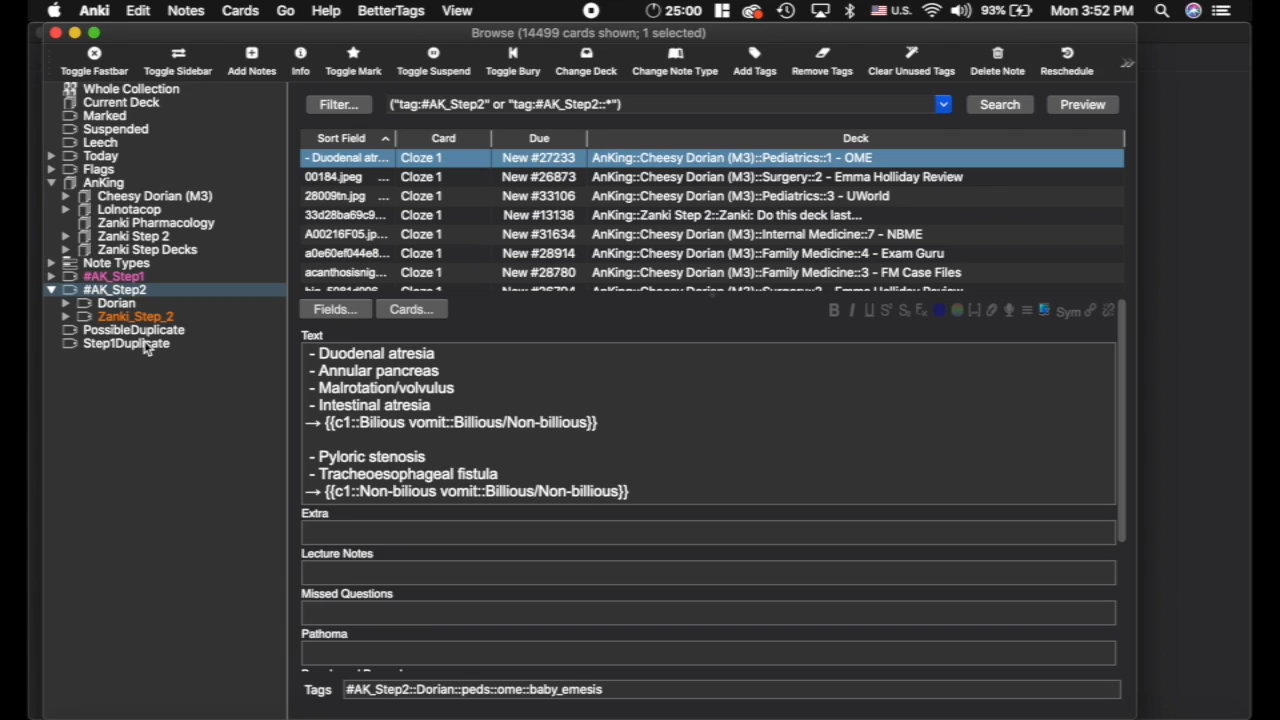 Anki Edit Notes Cards Go Help BetterTags View 25:00 U.S. 93% Mon 3:52 PM
Browse (14499 cards shown; 1 selected)
Toggle Fastbar Toggle Sidebar Add Notes Info Toggle Mark Toggle Suspend Toggle Bury Change Deck Change Note Type Add Tags Remove Tags Clear Unused Tags Delete Note Reschedule
Whole Collection
Current Deck
Marked
Suspended
Leech
Today
Flags
AnKing
Cheesy Dorian (M3)
Lolnotacop
Zanki Pharmacology
Zanki Step 2
Zanki Step Decks
Note Types
#AK_Step1
#AK_Step2
Dorian
Zanki_Step_2
PossibleDuplicate
Step1Duplicate
Filter... ("tag:#AK_Step2" or "tag:#AK_Step2::*") Search Preview
Sort Field Card Due Deck
- Duodenal atr... Cloze 1 New #27233 AnKing::Cheesy Dorian (M3)::Pediatrics::1 - OME
00184.jpeg ... Cloze 1 New #26873 AnKing::Cheesy Dorian (M3)::Surgery::2 - Emma Holliday Review
28009tn.jpg ... Cloze 1 New #33106 AnKing::Cheesy Dorian (M3)::Pediatrics::3 - UWorld
33d28ba69c9... Cloze 1 New #13138 AnKing::Zanki Step 2::Zanki: Do this deck last...
A00216F05.jp... Cloze 1 New #31634 AnKing::Cheesy Dorian (M3)::Internal Medicine::7 - NBME
a0e60ef044e8... Cloze 1 New #28914 AnKing::Cheesy Dorian (M3)::Family Medicine::4 - Exam Guru
acanthosisnig... Cloze 1 New #28780 AnKing::Cheesy Dorian (M3)::Family Medicine::3 - FM Case Files
Cloze 1 AnKing::Cheesy Dorian (M3)::Surgery::2 - Emma Holliday Review
Fields... Cards... B I U Sym
Text
- Duodenal atresia
- Annular pancreas
- Malrotation/volvulus
- Intestinal atresia
→ {{c1::Bilious vomit::Billious/Non-billious}}
- Pyloric stenosis
- Tracheoesophageal fistula
→ {{c1::Non-bilious vomit::Billious/Non-billious}}
Extra
Lecture Notes
Missed Questions
Pathoma
Tags #AK_Step2::Dorian::peds::ome::baby_emesis